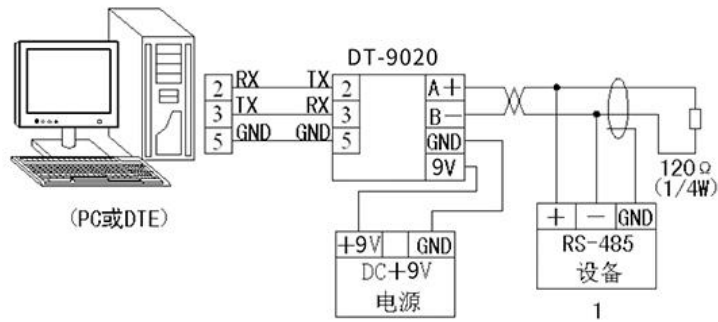 DT-9020
2 RX TX 2 A+
3 TX RX 3 B-
5 GND GND 5 GND
9V
120Ω
(1/4W)
(PC或DTE)
+9V GND
DC+9V
电源
+ - GND
RS-485
设备
1